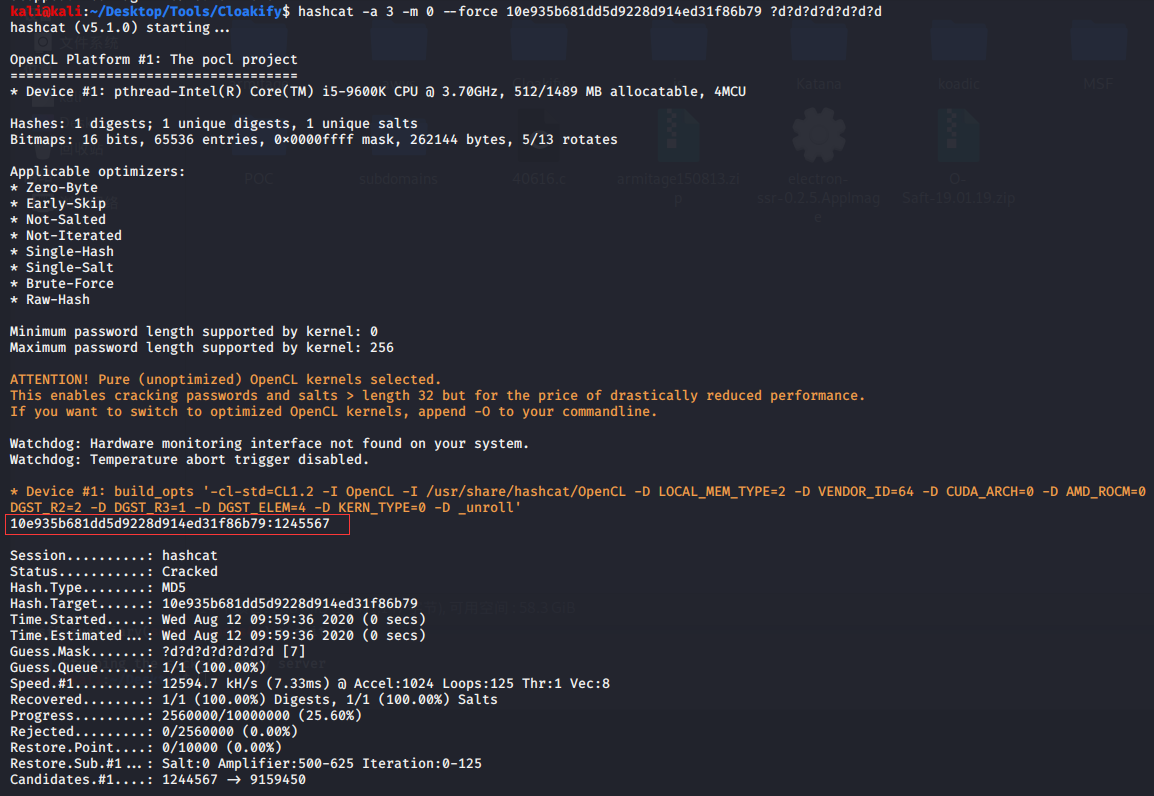 kali@kali:~/Desktop/Tools/Cloakify$ hashcat -a 3 -m 0 --force 10e935b681dd5d9228d914ed31f86b79 ?d?d?d?d?d?d?d
hashcat (v5.1.0) starting...
OpenCL Platform #1: The pocl project
====================================
* Device #1: pthread-Intel(R) Core(TM) i5-9600K CPU @ 3.70GHz, 512/1489 MB allocatable, 4MCU
Hashes: 1 digests; 1 unique digests, 1 unique salts
Bitmaps: 16 bits, 65536 entries, 0×0000ffff mask, 262144 bytes, 5/13 rotates
Applicable optimizers:
* Zero-Byte
* Early-Skip
* Not-Salted
* Not-Iterated
* Single-Hash
* Single-Salt
* Brute-Force
* Raw-Hash
Minimum password length supported by kernel: 0
Maximum password length supported by kernel: 256
ATTENTION! Pure (unoptimized) OpenCL kernels selected.
This enables cracking passwords and salts > length 32 but for the price of drastically reduced performance.
If you want to switch to optimized OpenCL kernels, append -O to your commandline.
Watchdog: Hardware monitoring interface not found on your system.
Watchdog: Temperature abort trigger disabled.
* Device #1: build_opts '-cl-std=CL1.2 -I OpenCL -I /usr/share/hashcat/OpenCL -D LOCAL_MEM_TYPE=2 -D VENDOR_ID=64 -D CUDA_ARCH=0 -D AMD_ROCM=0
DGST_R2=2 -D DGST_R3=1 -D DGST_ELEM=4 -D KERN_TYPE=0 -D _unroll'
10e935b681dd5d9228d914ed31f86b79:1245567
Session..........: hashcat
Status...........: Cracked
Hash.Type........: MD5
Hash.Target......: 10e935b681dd5d9228d914ed31f86b79
Time.Started.....: Wed Aug 12 09:59:36 2020 (0 secs)
Time.Estimated...: Wed Aug 12 09:59:36 2020 (0 secs)
Guess.Mask.......: ?d?d?d?d?d?d?d [7]
Guess.Queue......: 1/1 (100.00%)
Speed.#1.........: 12594.7 kH/s (7.33ms) @ Accel:1024 Loops:125 Thr:1 Vec:8
Recovered........: 1/1 (100.00%) Digests, 1/1 (100.00%) Salts
Progress.........: 2560000/10000000 (25.60%)
Rejected.........: 0/2560000 (0.00%)
Restore.Point....: 0/10000 (0.00%)
Restore.Sub.#1...: Salt:0 Amplifier:500-625 Iteration:0-125
Candidates.#1....: 1244567 -> 9159450